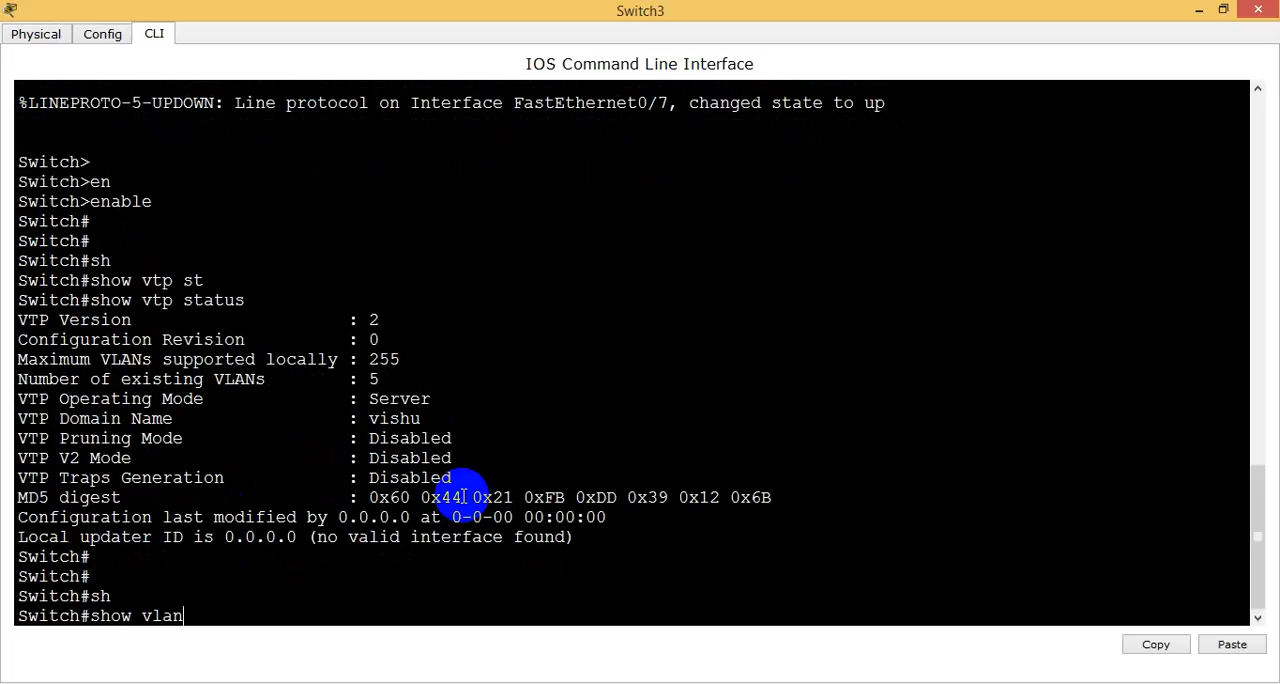 Switch3
Physical Config CLI
IOS Command Line Interface
%LINEPROTO-5-UPDOWN: Line protocol on Interface FastEthernet0/7, changed state to up
Switch>
Switch>en
Switch>enable
Switch#
Switch#
Switch#sh
Switch#show vtp st
Switch#show vtp status
VTP Version : 2
Configuration Revision : 0
Maximum VLANs supported locally : 255
Number of existing VLANs : 5
VTP Operating Mode : Server
VTP Domain Name : vishu
VTP Pruning Mode : Disabled
VTP V2 Mode : Disabled
VTP Traps Generation : Disabled
MD5 digest : 0x60 0x44 0x21 0xFB 0xDD 0x39 0x12 0x6B
Configuration last modified by 0.0.0.0 at 0-0-00 00:00:00
Local updater ID is 0.0.0.0 (no valid interface found)
Switch#
Switch#
Switch#sh
Switch#show vlan
Copy Paste